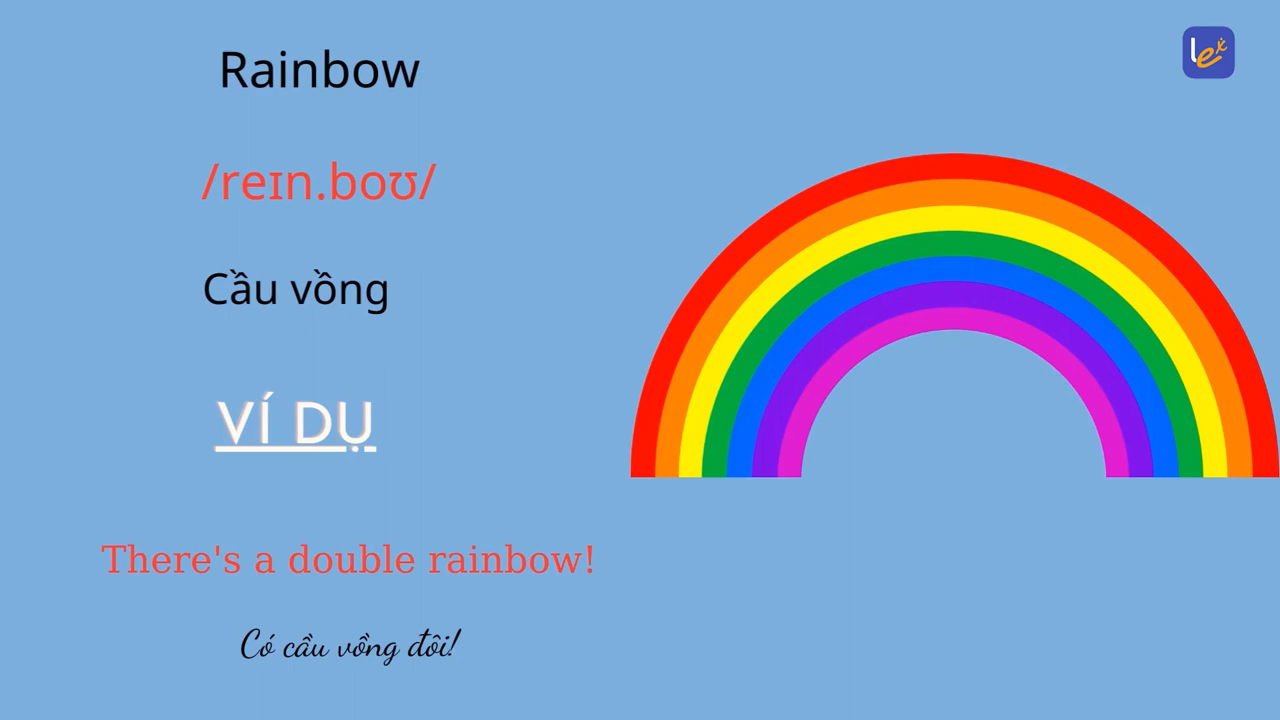 Rainbow
/reɪn.boʊ/
Cầu vồng
VÍ DỤ
There's a double rainbow!
Có cầu vồng đôi!